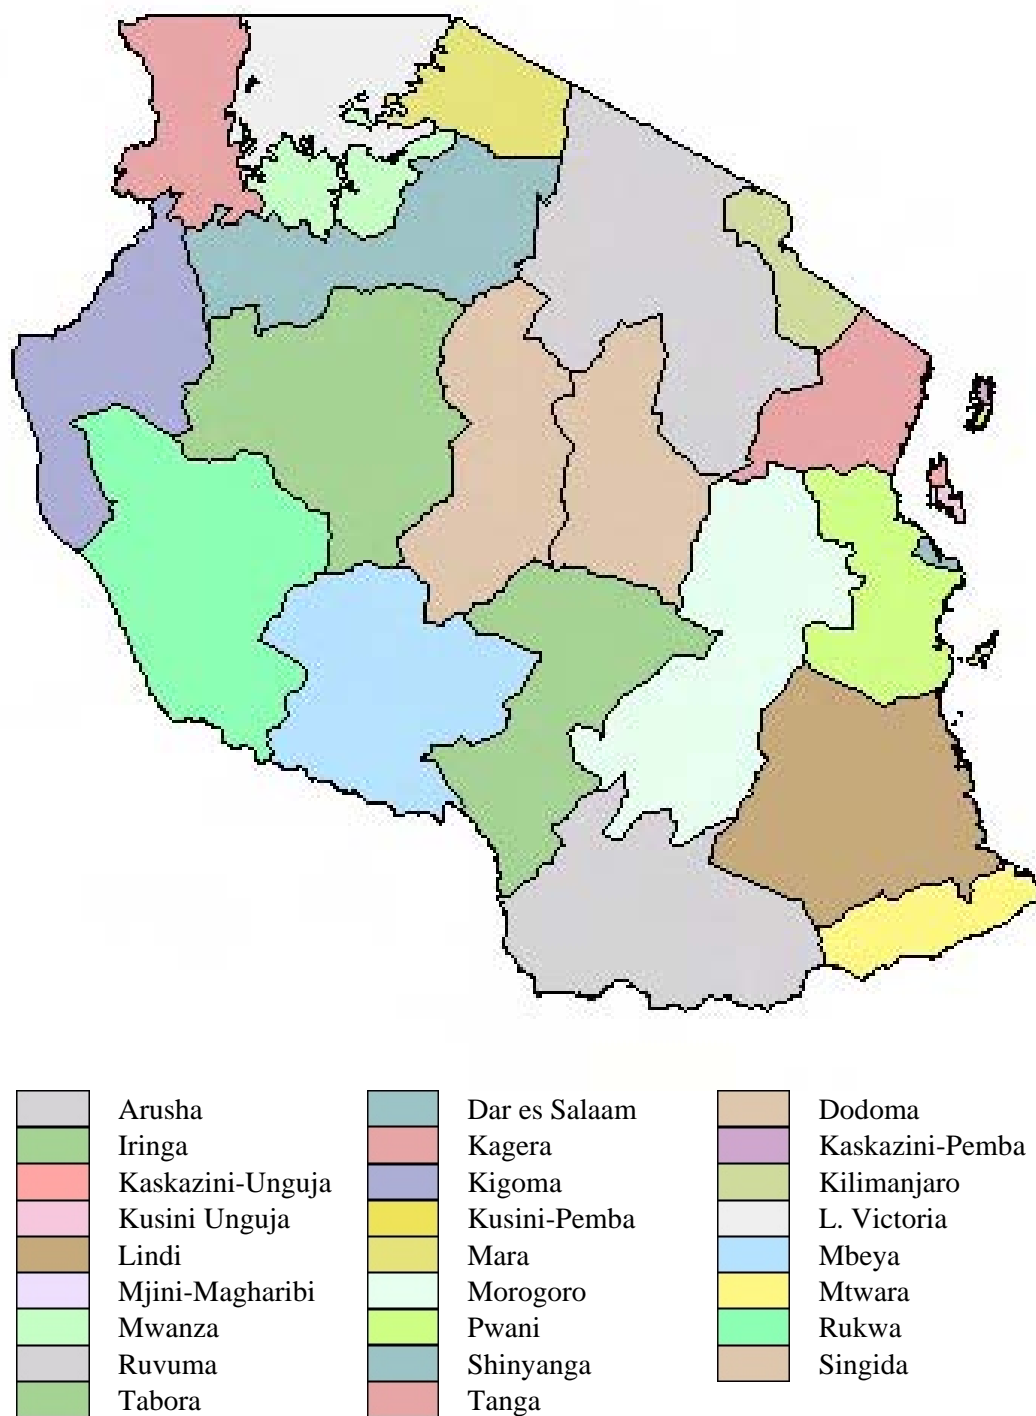 Arusha Dar es Salaam Dodoma
Iringa Kagera Kaskazini-Pemba
Kaskazini-Unguja Kigoma Kilimanjaro
Kusini Unguja Kusini-Pemba L. Victoria
Lindi Mara Mbeya
Mjini-Magharibi Morogoro Mtwara
Mwanza Pwani Rukwa
Ruvuma Shinyanga Singida
Tabora Tanga